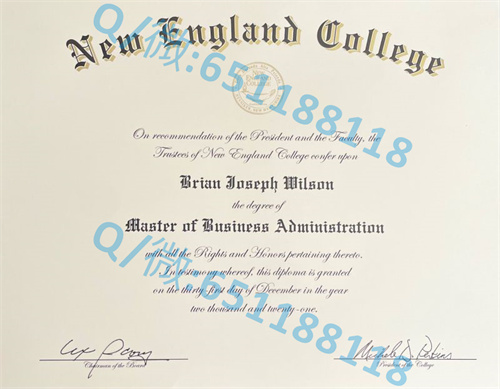 New England College
Q/微:651188118
On recommendation of the President and the Faculty, the
Trustees of New England College confer upon
Brian Joseph Wilson
the degree of
Master of Business Administration
with all the Rights and Honors pertaining thereto.
In testimony whereof, this diploma is granted
on the thirty-first day of December in the year
two thousand and twenty-one.
Q/微:651188118
Chairman of the Board
President of the College